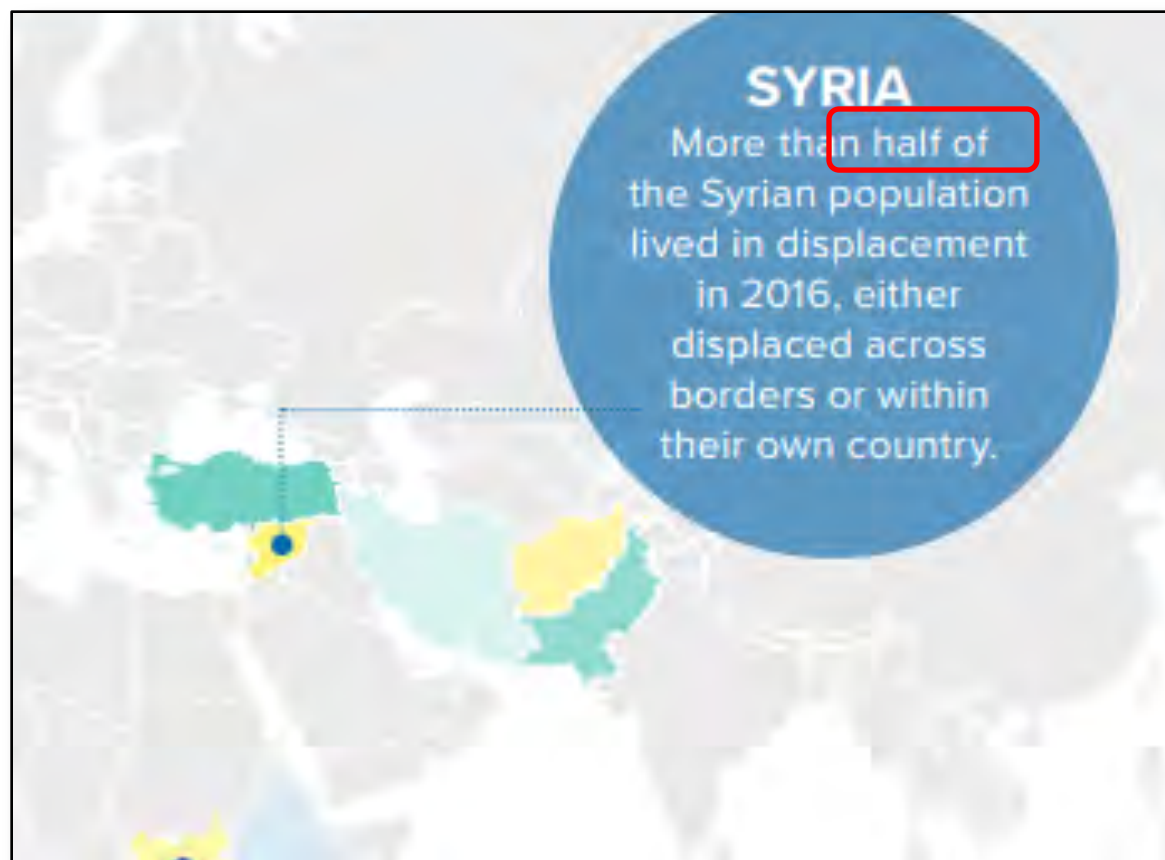 SYRIA
More than half of
the Syrian population
lived in displacement
in 2016, either
displaced across
borders or within
their own country.